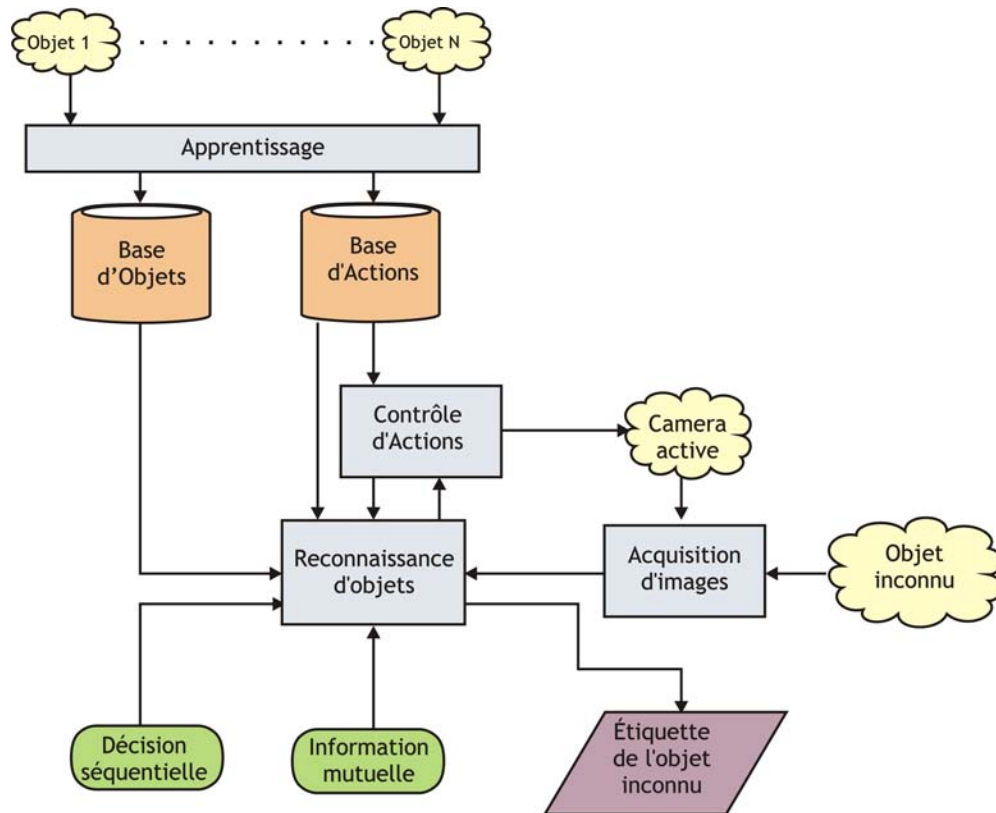 Objet 1
Objet N
Apprentissage
Base
d’Objets
Base
d'Actions
Contrôle
d'Actions
Camera
active
Reconnaissance
d'objets
Acquisition
d'images
Objet
inconnu
Décision
séquentielle
Information
mutuelle
Étiquette
de l'objet
inconnu